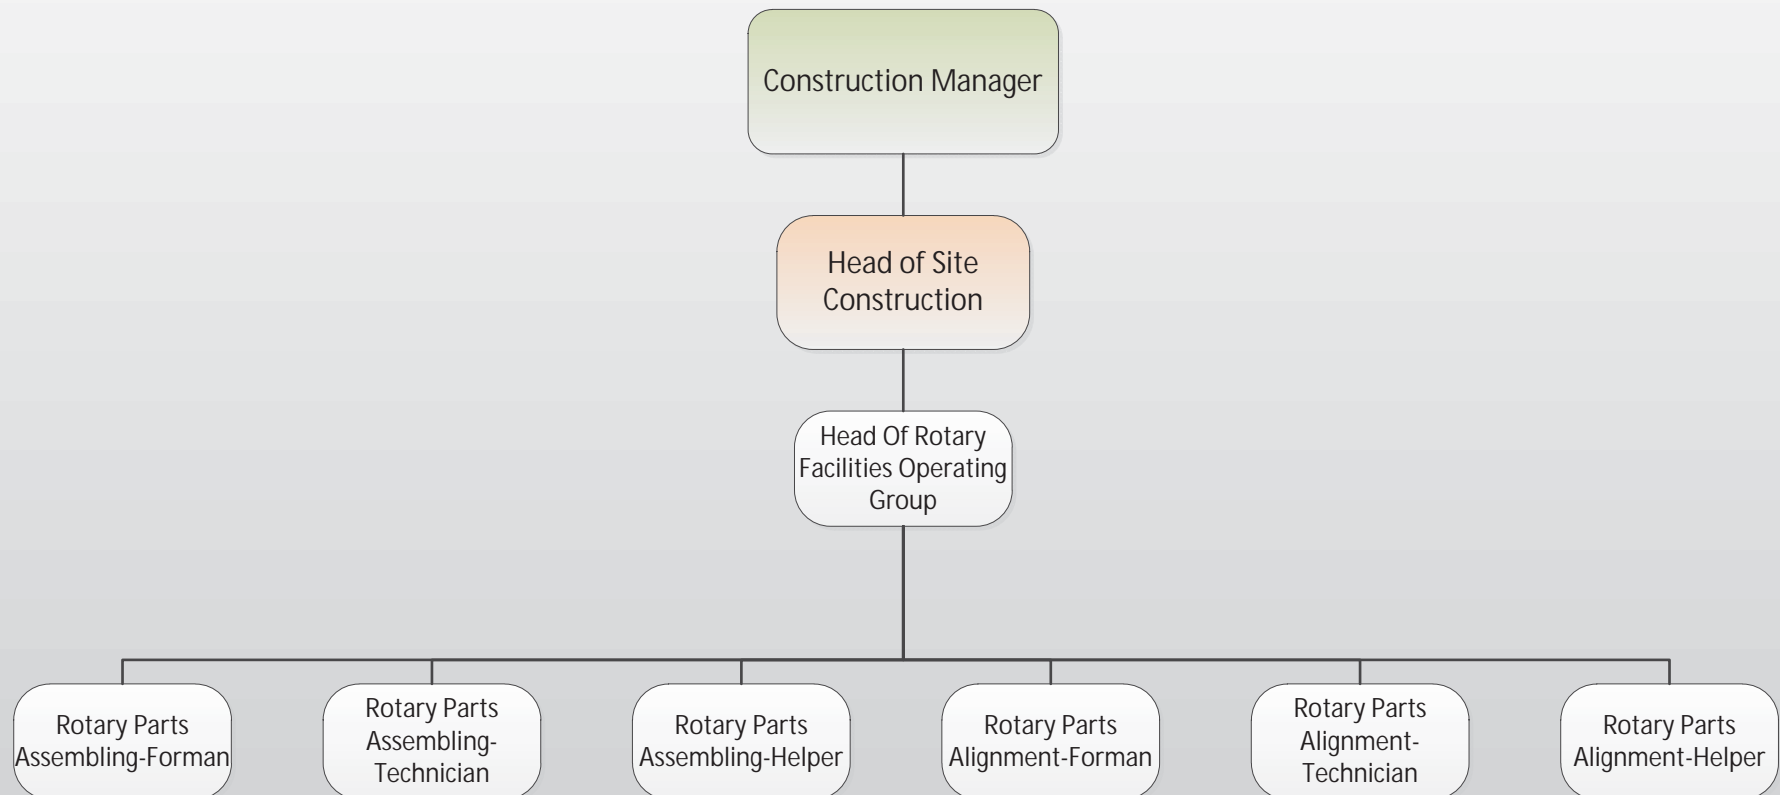 Construction Manager
Head of Site
Construction
Head Of Rotary
Facilities Operating
Group
Rotary Parts
Assembling-Forman
Rotary Parts
Assembling-
Technician
Rotary Parts
Assembling-Helper
Rotary Parts
Alignment-Forman
Rotary Parts
Alignment-
Technician
Rotary Parts
Alignment-Helper